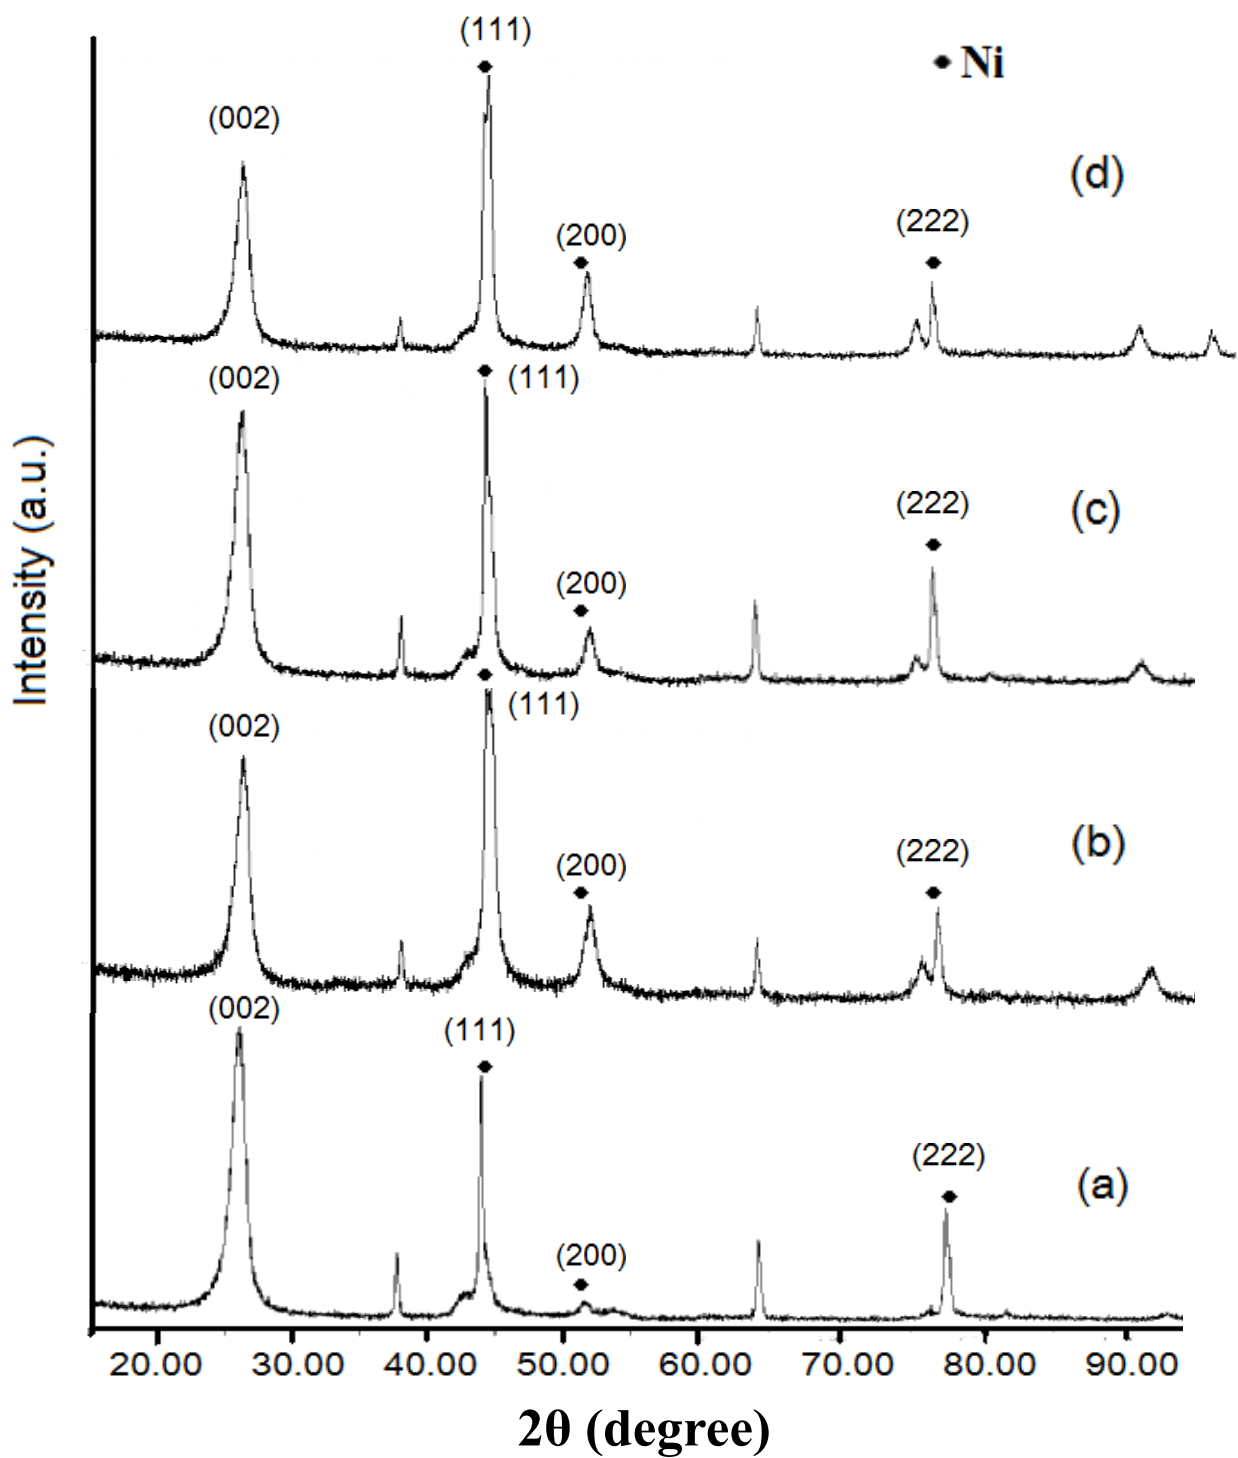 (111)
◆ Ni
(002)
(d)
(200)
(222)
(002)
(111)
(c)
(222)
(200)
(002)
(111)
(b)
(200)
(222)
(002)
(111)
(222)
(a)
(200)
Intensity (a.u.)
20.00 30.00 40.00 50.00 60.00 70.00 80.00 90.00
2θ (degree)